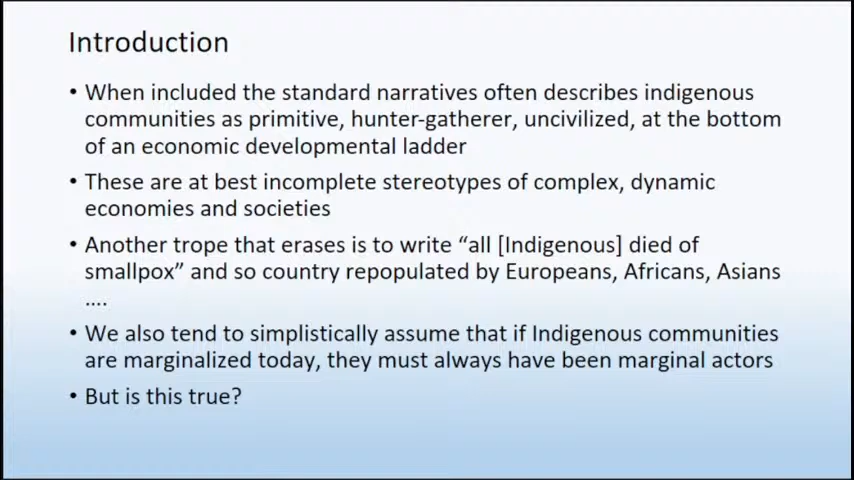 Introduction
• When included the standard narratives often describes indigenous
communities as primitive, hunter-gatherer, uncivilized, at the bottom
of an economic developmental ladder
• These are at best incomplete stereotypes of complex, dynamic
economies and societies
• Another trope that erases is to write “all [Indigenous] died of
smallpox” and so country repopulated by Europeans, Africans, Asians
....
• We also tend to simplistically assume that if Indigenous communities
are marginalized today, they must always have been marginal actors
• But is this true?